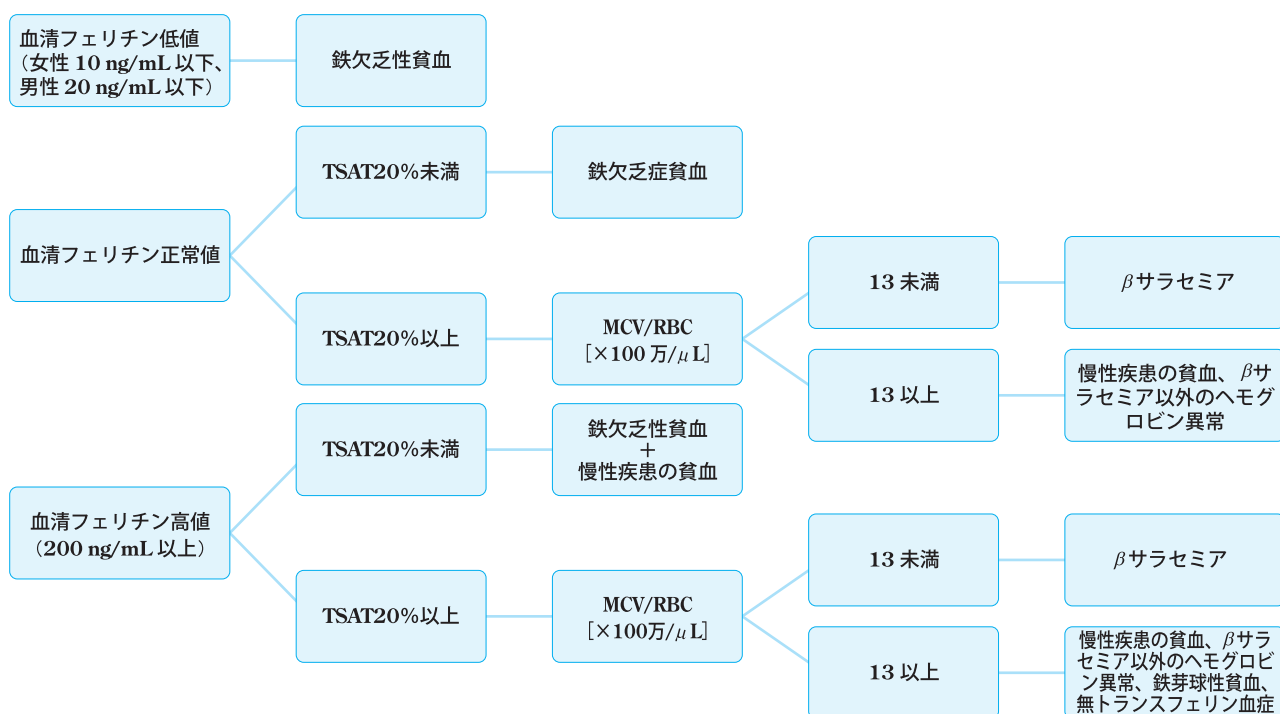 血清フェリチン低値
（女性 10 ng/mL 以下、
男性 20 ng/mL 以下）
鉄欠乏性貧血
血清フェリチン正常値
TSAT20％未満
鉄欠乏症貧血
TSAT20％以上
MCV/RBC
［×100 万/μL］
13 未満
βサラセミア
13 以上
慢性疾患の貧血、βサ
ラセミア以外のヘモグ
ロビン異常
血清フェリチン高値
（200 ng/mL 以上）
TSAT20％未満
鉄欠乏性貧血
＋
慢性疾患の貧血
TSAT20％以上
MCV/RBC
［×100万/μL］
13 未満
βサラセミア
13 以上
慢性疾患の貧血、βサラ
セミア以外のヘモグロビ
ン異常、鉄芽球性貧血、
無トランスフェリン血症